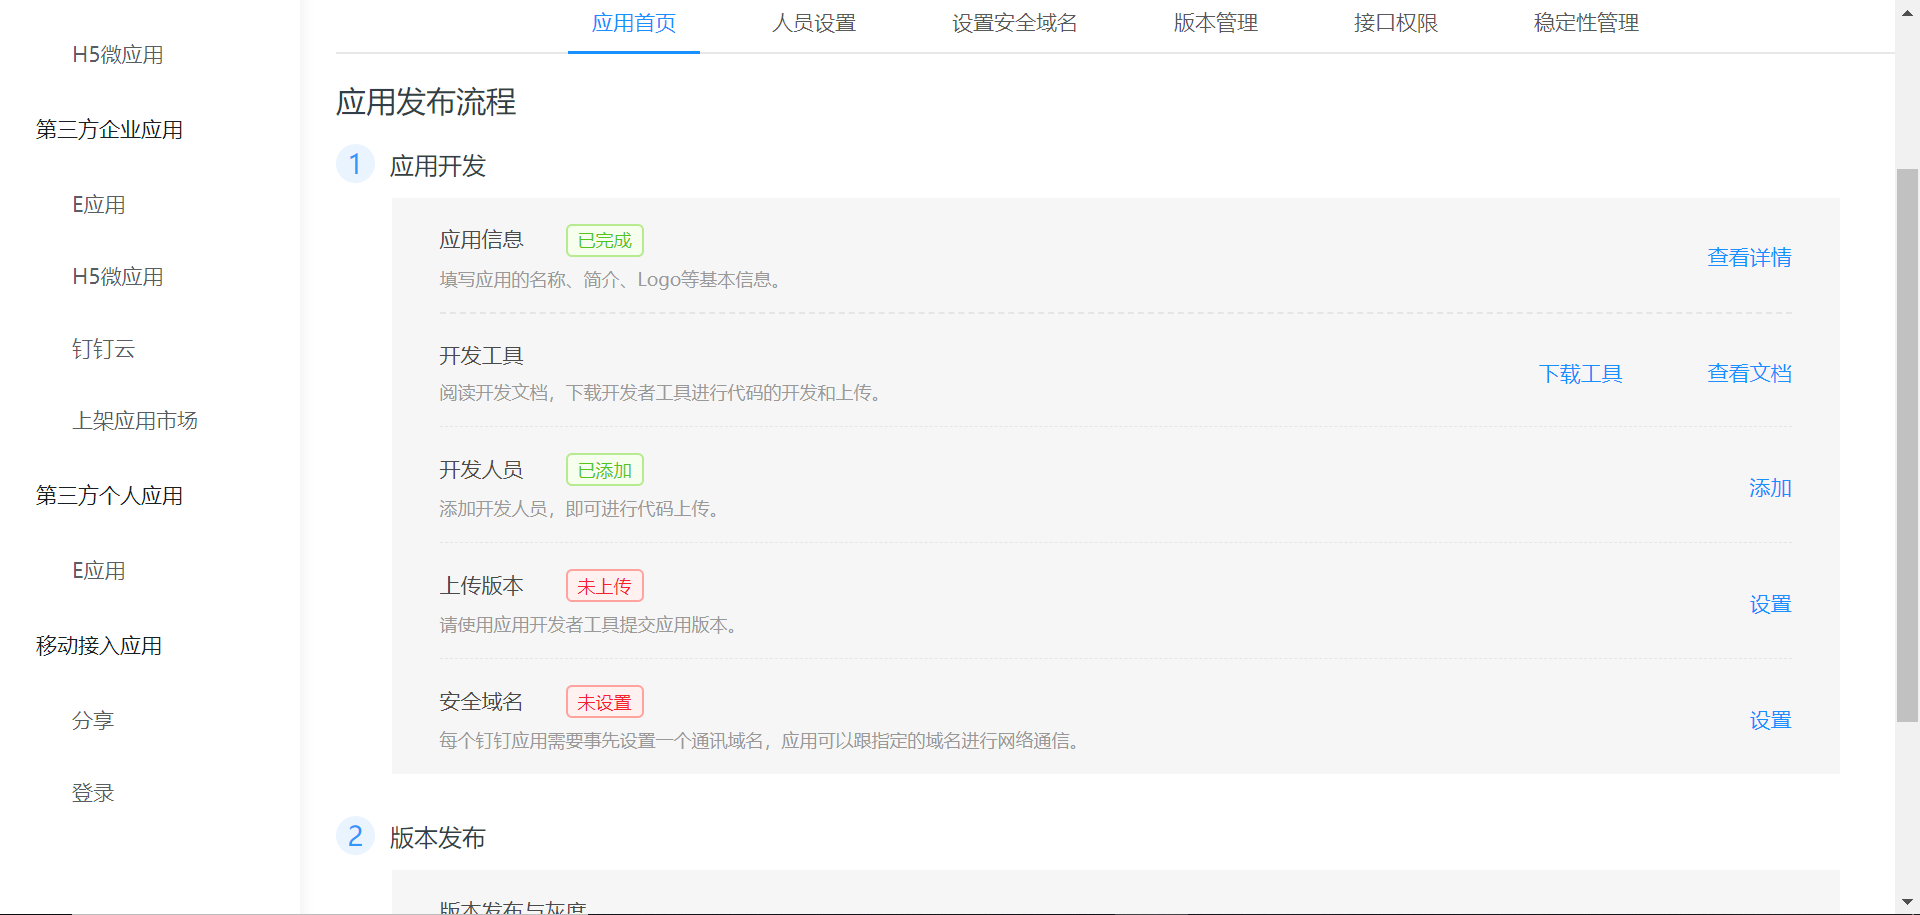 H5微应用
第三方企业应用
E应用
H5微应用
钉钉云
上架应用市场
第三方个人应用
E应用
移动接入应用
分享
登录
应用首页 人员设置 设置安全域名 版本管理 接口权限 稳定性管理
应用发布流程
1 应用开发
应用信息 已完成
填写应用的名称、简介、Logo等基本信息。
查看详情
开发工具
阅读开发文档，下载开发者工具进行代码的开发和上传。
下载工具 查看文档
开发人员 已添加
添加开发人员，即可进行代码上传。
添加
上传版本 未上传
请使用应用开发者工具提交应用版本。
设置
安全域名 未设置
每个钉钉应用需要事先设置一个通讯域名，应用可以跟指定的域名进行网络通信。
设置
2 版本发布
版本发布与灰度